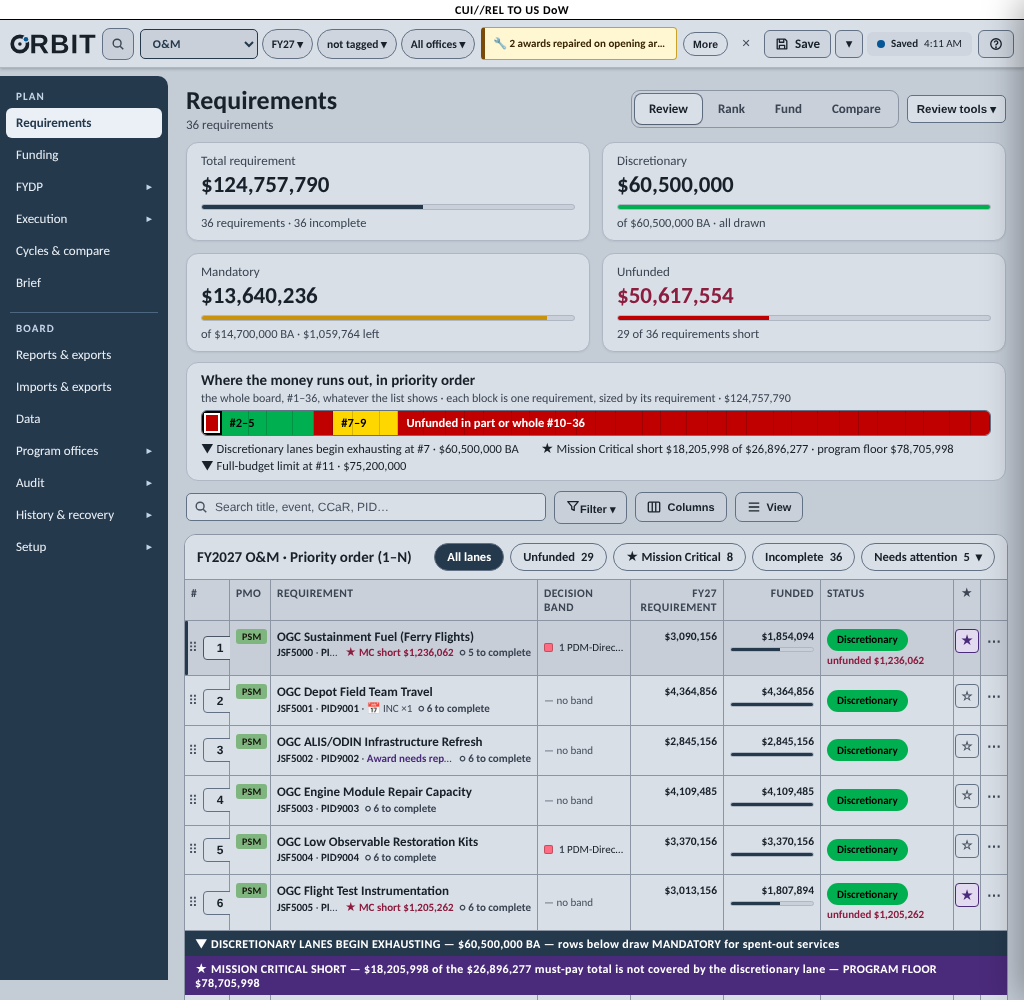 CUI//REL TO US DoW
ORBIT
O&M
FY27 ▾
not tagged ▾
All offices ▾
🔧 2 awards repaired on opening ar…
More
×
Save
▾
Saved 4:11 AM
PLAN
Requirements
Funding
FYDP ▸
Execution ▸
Cycles & compare
Brief
BOARD
Reports & exports
Imports & exports
Data
Program offices ▸
Audit ▸
History & recovery ▸
Setup ▸
Requirements
36 requirements
Review
Rank
Fund
Compare
Review tools ▾
Total requirement
$124,757,790
36 requirements · 36 incomplete
Discretionary
$60,500,000
of $60,500,000 BA · all drawn
Mandatory
$13,640,236
of $14,700,000 BA · $1,059,764 left
Unfunded
$50,617,554
29 of 36 requirements short
Where the money runs out, in priority order
the whole board, #1–36, whatever the list shows · each block is one requirement, sized by its requirement · $124,757,790
#2–5 #7–9 Unfunded in part or whole #10–36
▼ Discretionary lanes begin exhausting at #7 · $60,500,000 BA ★ Mission Critical short $18,205,998 of $26,896,277 · program floor $78,705,998
▼ Full-budget limit at #11 · $75,200,000
Search title, event, CCaR, PID…
Filter ▾
Columns
View
FY2027 O&M · Priority order (1–N)
All lanes
Unfunded 29
★ Mission Critical 8
Incomplete 36
Needs attention 5 ▾
# PMO REQUIREMENT DECISION BAND FY27 REQUIREMENT FUNDED STATUS ★
1 PSM OGC Sustainment Fuel (Ferry Flights) 1 PDM-Direc… $3,090,156 $1,854,094 Discretionary ★ ⋯
JSF5000 · PI… ★ MC short $1,236,062 5 to complete unfunded $1,236,062
2 PSM OGC Depot Field Team Travel — no band $4,364,856 $4,364,856 Discretionary ☆ ⋯
JSF5001 · PID9001 · 📅 INC ×1 6 to complete
3 PSM OGC ALIS/ODIN Infrastructure Refresh — no band $2,845,156 $2,845,156 Discretionary ☆ ⋯
JSF5002 · PID9002 · Award needs rep… 6 to complete
4 PSM OGC Engine Module Repair Capacity — no band $4,109,485 $4,109,485 Discretionary ☆ ⋯
JSF5003 · PID9003 6 to complete
5 PSM OGC Low Observable Restoration Kits 1 PDM-Direc… $3,370,156 $3,370,156 Discretionary ☆ ⋯
JSF5004 · PID9004 6 to complete
6 PSM OGC Flight Test Instrumentation — no band $3,013,156 $1,807,894 Discretionary ★ ⋯
JSF5005 · PI… ★ MC short $1,205,262 6 to complete unfunded $1,205,262
▼ DISCRETIONARY LANES BEGIN EXHAUSTING — $60,500,000 BA — rows below draw MANDATORY for spent-out services
★ MISSION CRITICAL SHORT — $18,205,998 of the $26,896,277 must-pay total is not covered by the discretionary lane — PROGRAM FLOOR
$78,705,998